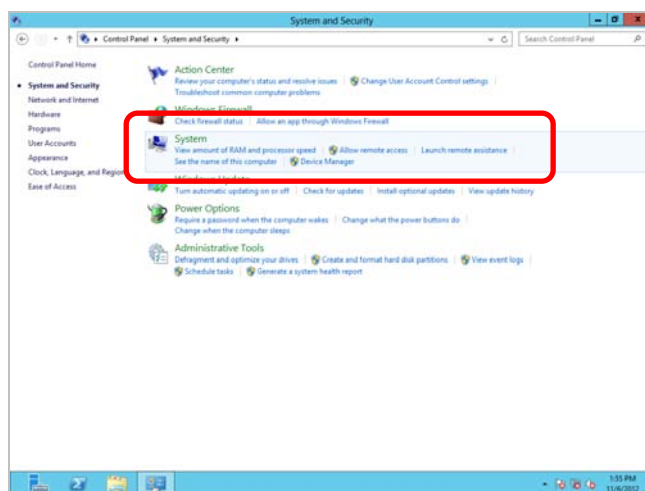 System and Security
Control Panel ▸ System and Security ▸
Search Control Panel
Control Panel Home
System and Security
Network and Internet
Hardware
Programs
User Accounts
Appearance
Clock, Language, and Region
Ease of Access
Action Center
Review your computer's status and resolve issues | Change User Account Control settings |
Troubleshoot common computer problems
Windows Firewall
Check firewall status | Allow an app through Windows Firewall
System
View amount of RAM and processor speed | Allow remote access | Launch remote assistance |
See the name of this computer | Device Manager
Windows Update
Turn automatic updating on or off | Check for updates | Install optional updates | View update history
Power Options
Require a password when the computer wakes | Change what the power buttons do |
Change when the computer sleeps
Administrative Tools
Defragment and optimize your drives | Create and format hard disk partitions | View event logs |
Schedule tasks | Generate a system health report
1:55 PM
11/6/2012